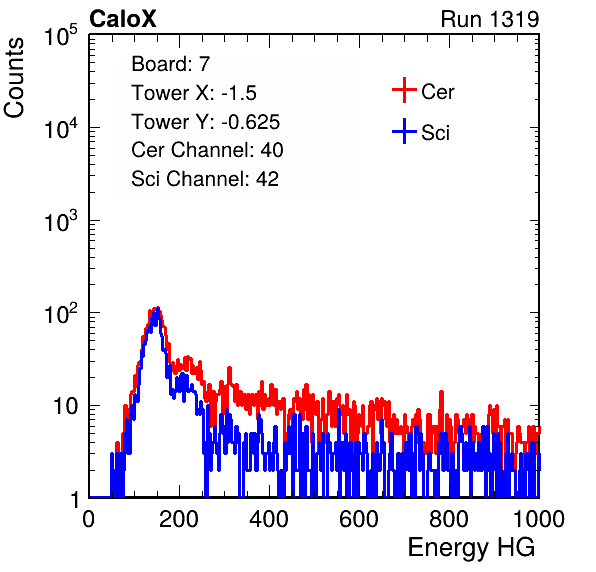 CaloX Run 1319
Counts
Board: 7
Tower X: -1.5
Tower Y: -0.625
Cer Channel: 40
Sci Channel: 42
Cer
Sci
10^5
10^4
10^3
10^2
10
1
0 200 400 600 800 1000
Energy HG